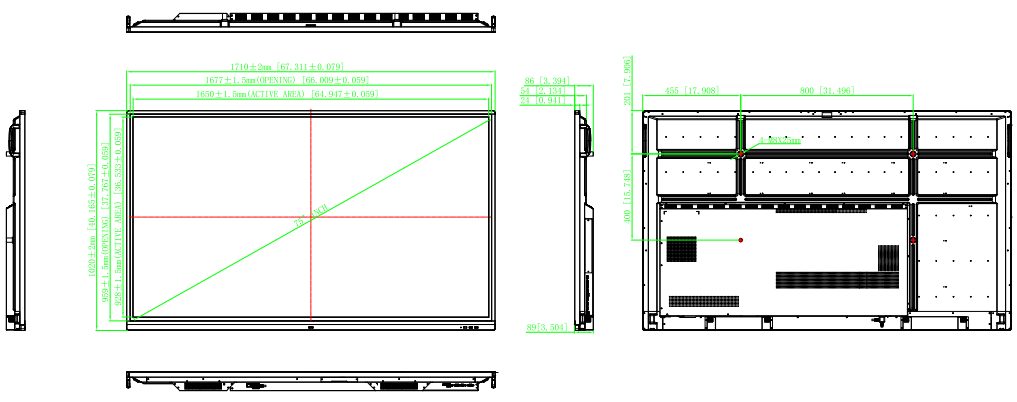 1710±2mm [67.311±0.079]
1677±1.5mm(OPENING) [66.009±0.059]
1650±1.5mm(ACTIVE AREA) [64.947±0.059]
1020±2mm [40.165±0.079]
959±1.5mm(OPENING) [37.767±0.059]
928±1.5mm(ACTIVE AREA) [36.533±0.059]
75" INCH
86 [3.394]
54 [2.134]
24 [0.941]
89[3.504]
201 [7.906]
455 [17.908]
800 [31.496]
4-M8X25mm
400 [15.748]